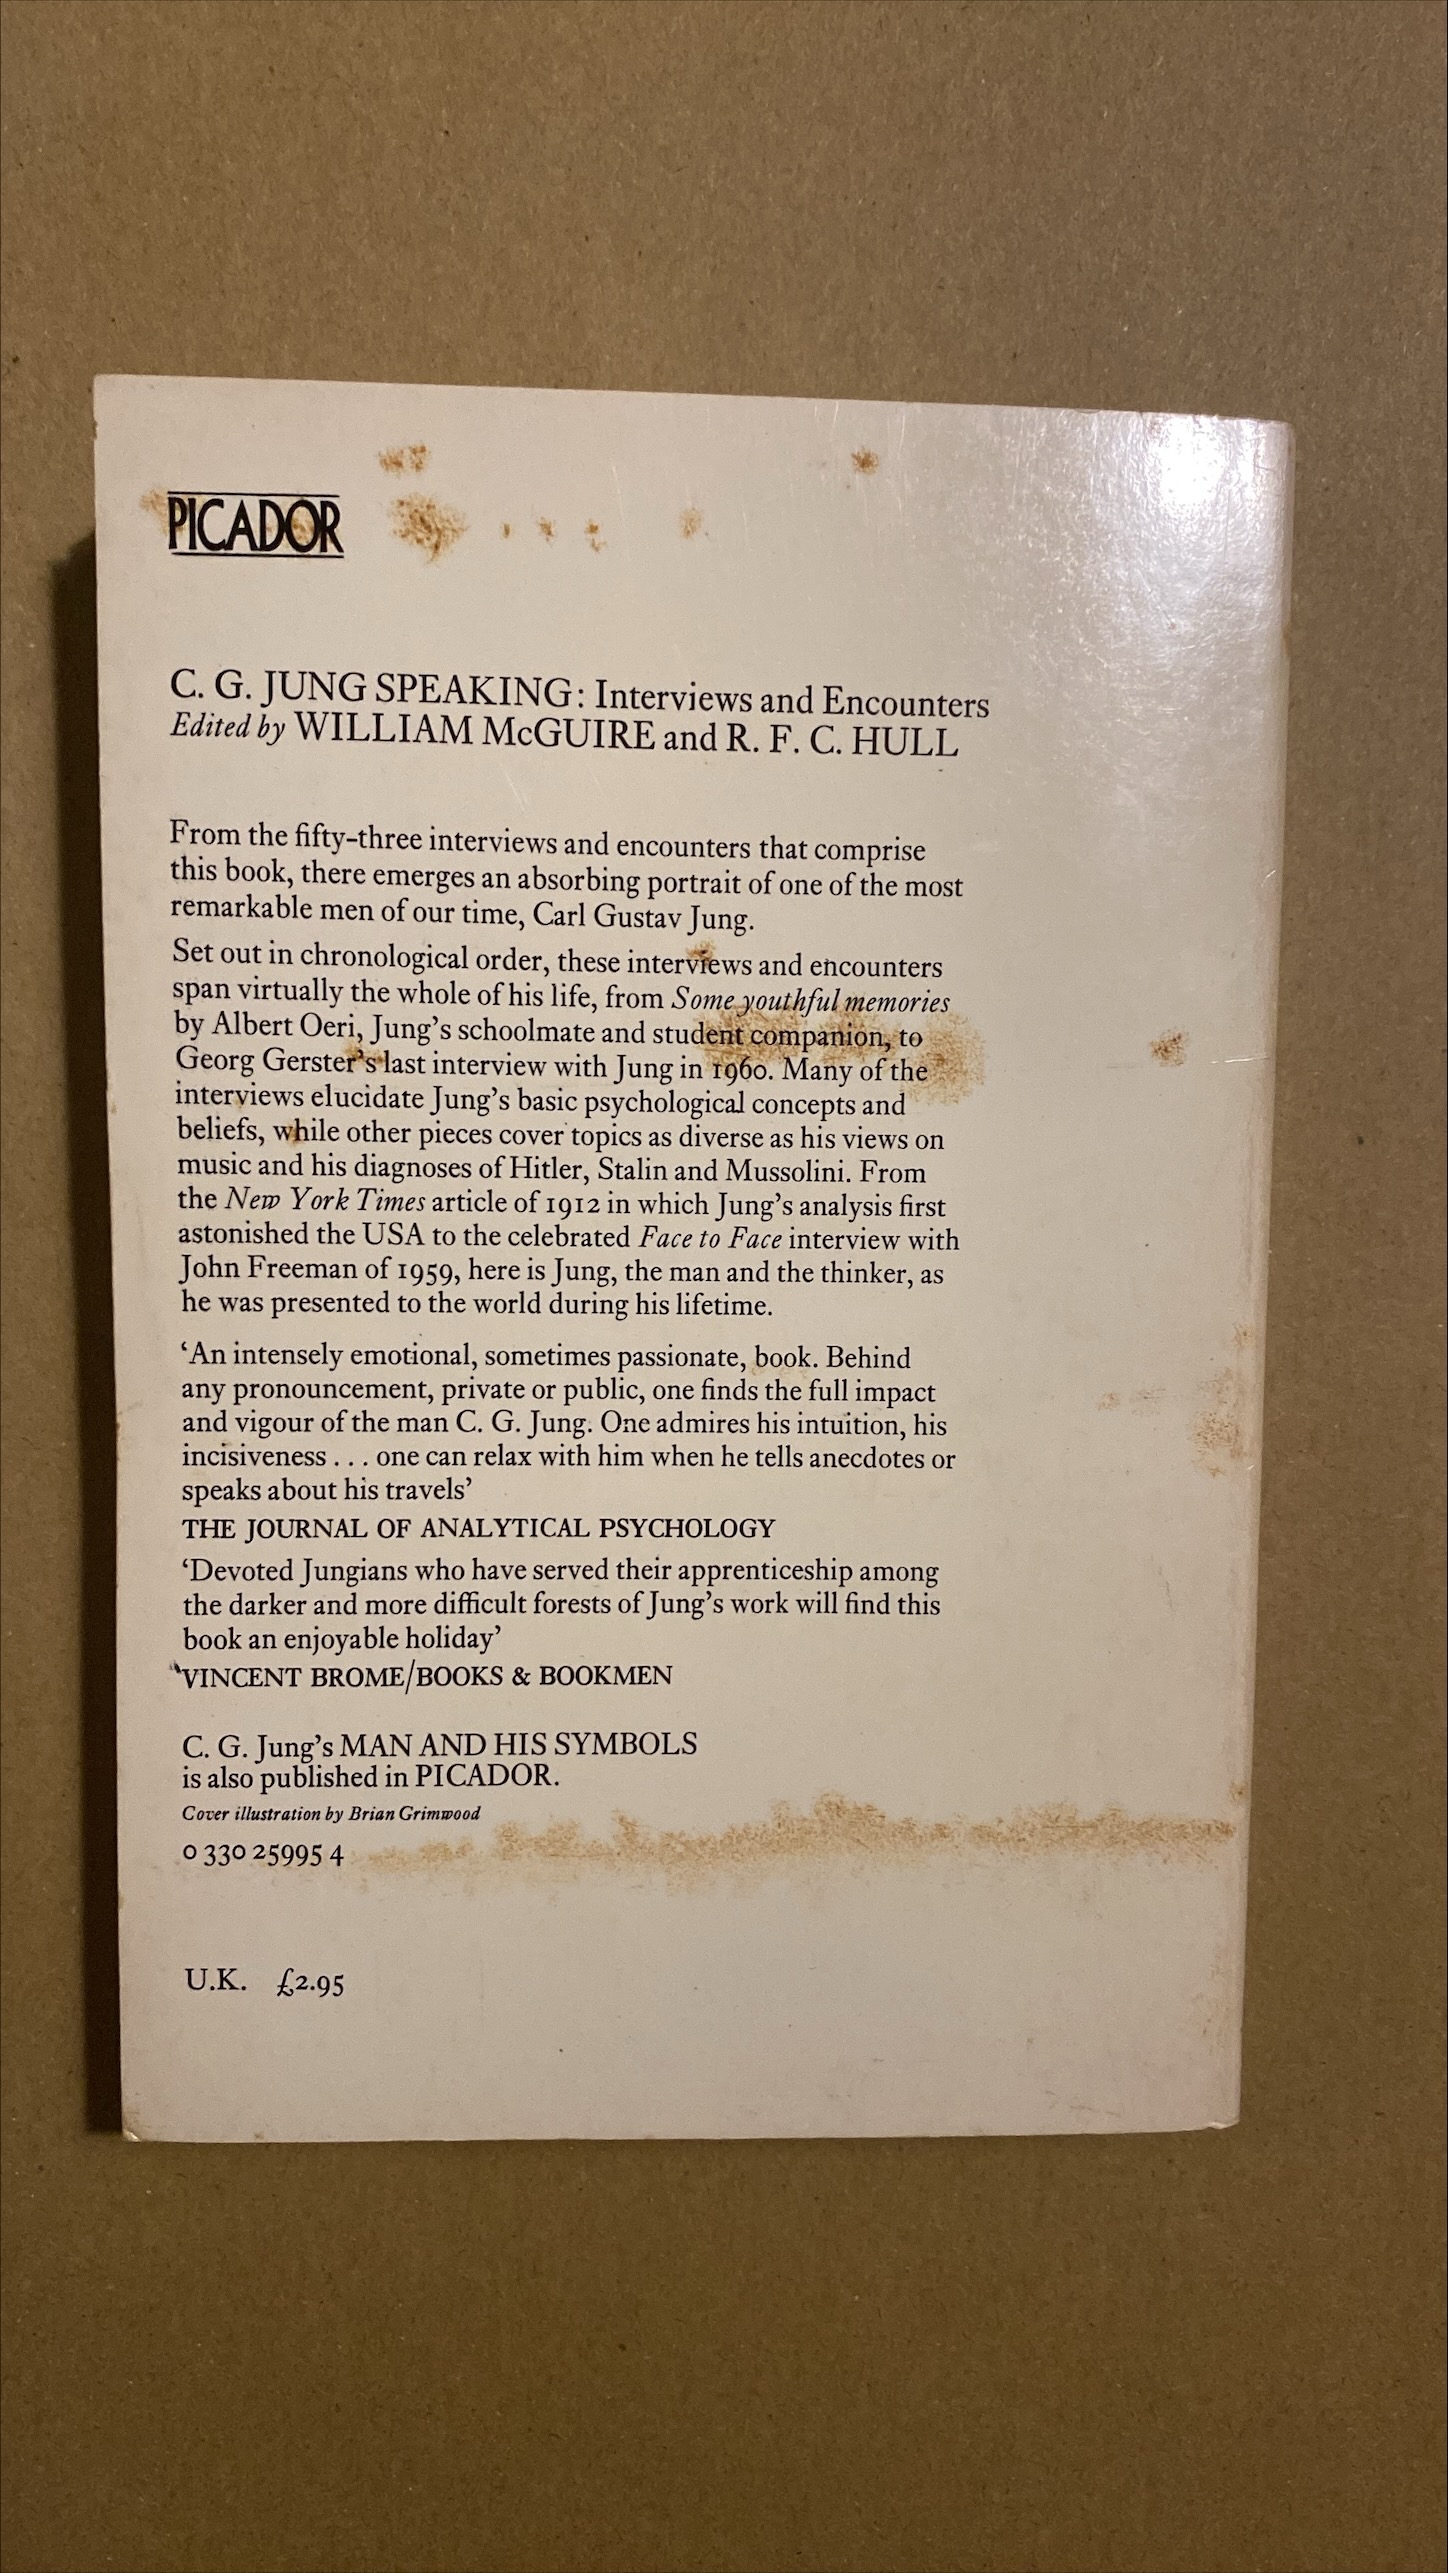 PICADOR
C. G. JUNG SPEAKING: Interviews and Encounters
Edited by WILLIAM McGUIRE and R. F. C. HULL
From the fifty-three interviews and encounters that comprise
this book, there emerges an absorbing portrait of one of the most
remarkable men of our time, Carl Gustav Jung.
Set out in chronological order, these interviews and encounters
span virtually the whole of his life, from Some youthful memories
by Albert Oeri, Jung's schoolmate and student companion, to
Georg Gerster's last interview with Jung in 1960. Many of the
interviews elucidate Jung's basic psychological concepts and
beliefs, while other pieces cover topics as diverse as his views on
music and his diagnoses of Hitler, Stalin and Mussolini. From
the New York Times article of 1912 in which Jung's analysis first
astonished the USA to the celebrated Face to Face interview with
John Freeman of 1959, here is Jung, the man and the thinker, as
he was presented to the world during his lifetime.
‘An intensely emotional, sometimes passionate, book. Behind
any pronouncement, private or public, one finds the full impact
and vigour of the man C. G. Jung. One admires his intuition, his
incisiveness . . . one can relax with him when he tells anecdotes or
speaks about his travels’
THE JOURNAL OF ANALYTICAL PSYCHOLOGY
‘Devoted Jungians who have served their apprenticeship among
the darker and more difficult forests of Jung's work will find this
book an enjoyable holiday’
VINCENT BROME/BOOKS & BOOKMEN
C. G. Jung's MAN AND HIS SYMBOLS
is also published in PICADOR.
Cover illustration by Brian Grimwood
0 330 25995 4
U.K. £2.95